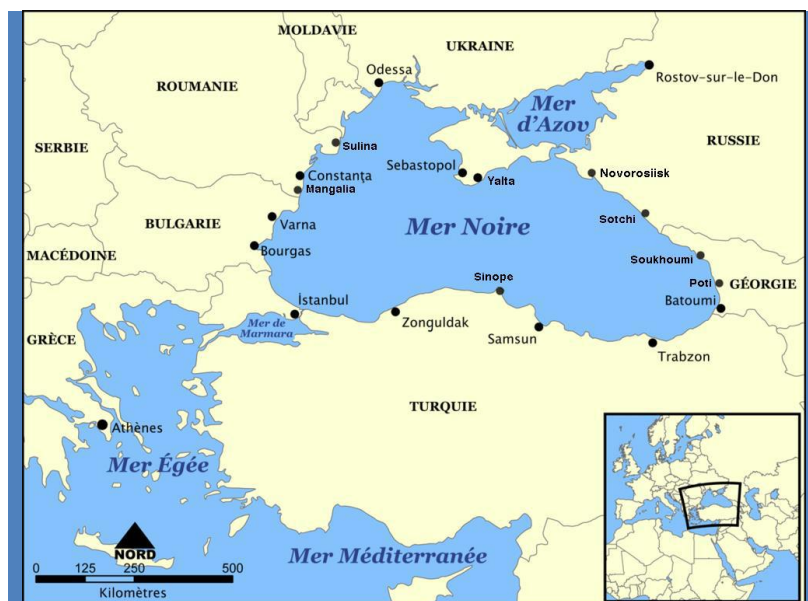 MOLDAVIE
UKRAINE
Odessa
Rostov-sur-le-Don
ROUMANIE
Mer
d'Azov
SERBIE
Sulina
RUSSIE
Sebastopol
Yalta
Novorosiisk
Constanţa
Mangalia
BULGARIE
Varna
Mer Noire
Sotchi
MACÉDOINE
Bourgas
Soukhoumi
Sinope
Poti
GÉORGIE
İstanbul
Batoumi
Mer de
Marmara
Zonguldak
GRÈCE
Samsun
Trabzon
TURQUIE
Athènes
Mer Égée
NORD
Mer Méditerranée
0 125 250 500
Kilomètres